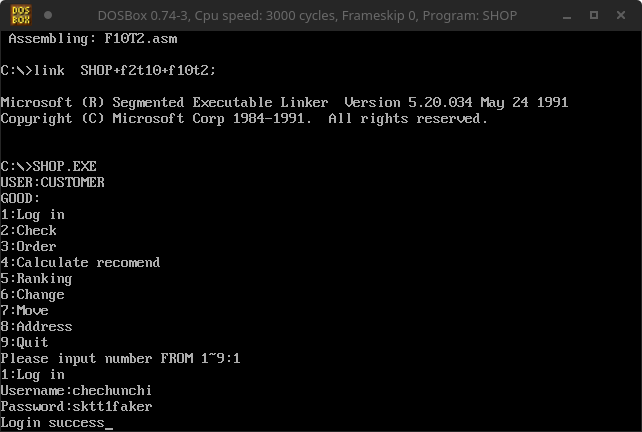 DOS
BOX
DOSBox 0.74-3, Cpu speed: 3000 cycles, Frameskip 0, Program: SHOP
Assembling: F10T2.asm
C:\>link  SHOP+f2t10+f10t2;
Microsoft (R) Segmented Executable Linker  Version 5.20.034 May 24 1991
Copyright (C) Microsoft Corp 1984-1991.  All rights reserved.
C:\>SHOP.EXE
USER:CUSTOMER
GOOD:
1:Log in
2:Check
3:Order
4:Calculate recomend
5:Ranking
6:Change
7:Move
8:Address
9:Quit
Please input number FROM 1~9:1
1:Log in
Username:chechunchi
Password:sktt1faker
Login success_